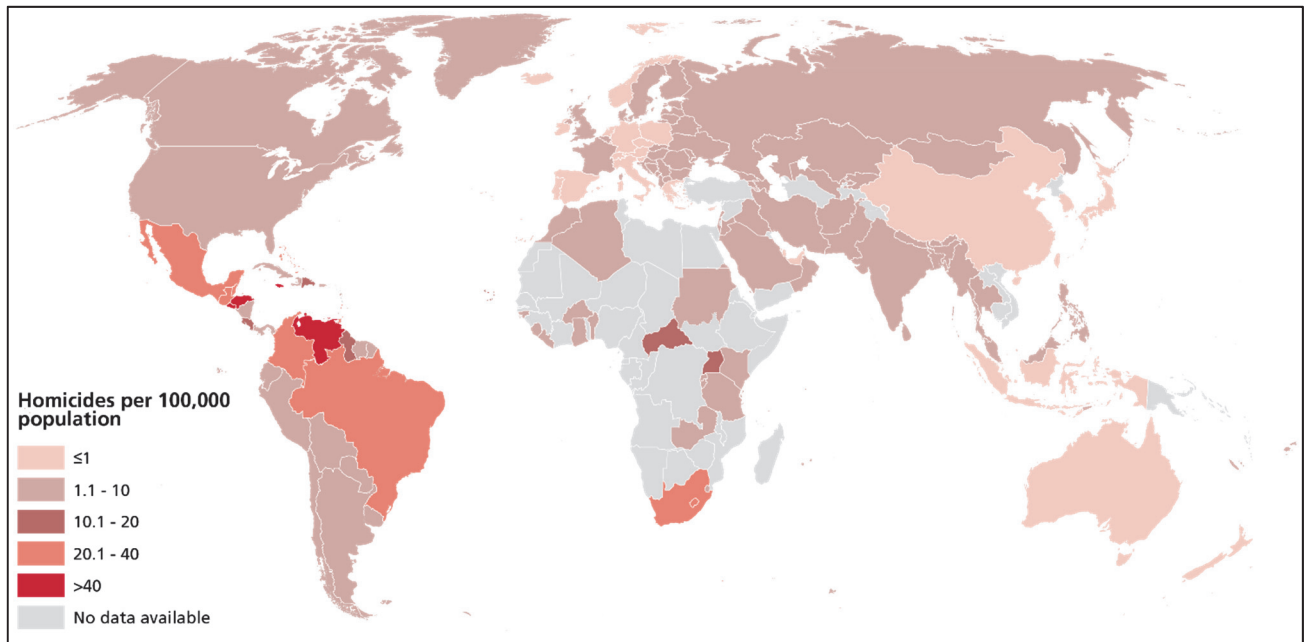 Homicides per 100,000
population
≤1
1.1 - 10
10.1 - 20
20.1 - 40
>40
No data available